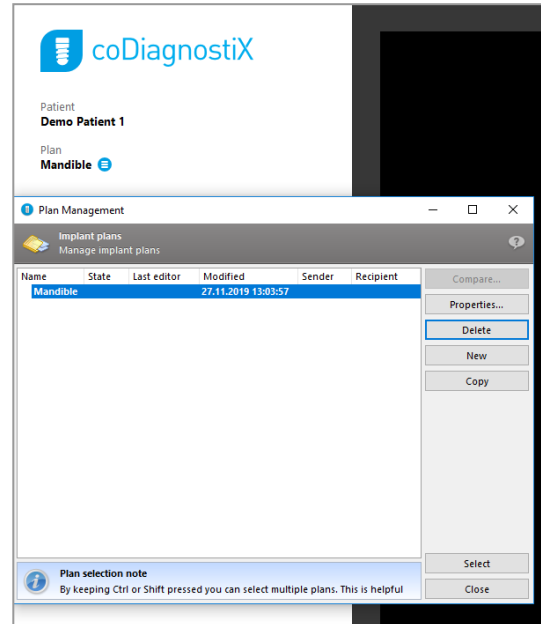 coDiagnostiX
Patient
Demo Patient 1
Plan
Mandible
Plan Management
Implant plans
Manage implant plans
Name State Last editor Modified Sender Recipient
Mandible 27.11.2019 13:03:57
Compare...
Properties...
Delete
New
Copy
Select
Close
Plan selection note
By keeping Ctrl or Shift pressed you can select multiple plans. This is helpful